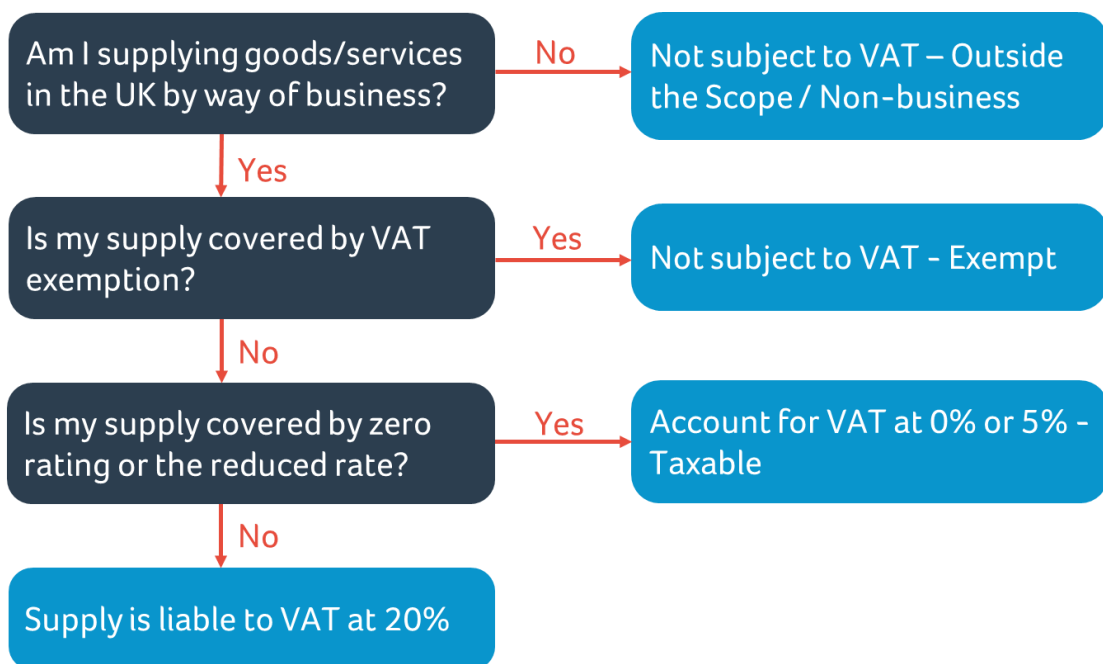 Am I supplying goods/services
in the UK by way of business?
No
Not subject to VAT – Outside
the Scope / Non-business
Yes
Is my supply covered by VAT
exemption?
Yes
Not subject to VAT - Exempt
No
Is my supply covered by zero
rating or the reduced rate?
Yes
Account for VAT at 0% or 5% -
Taxable
No
Supply is liable to VAT at 20%